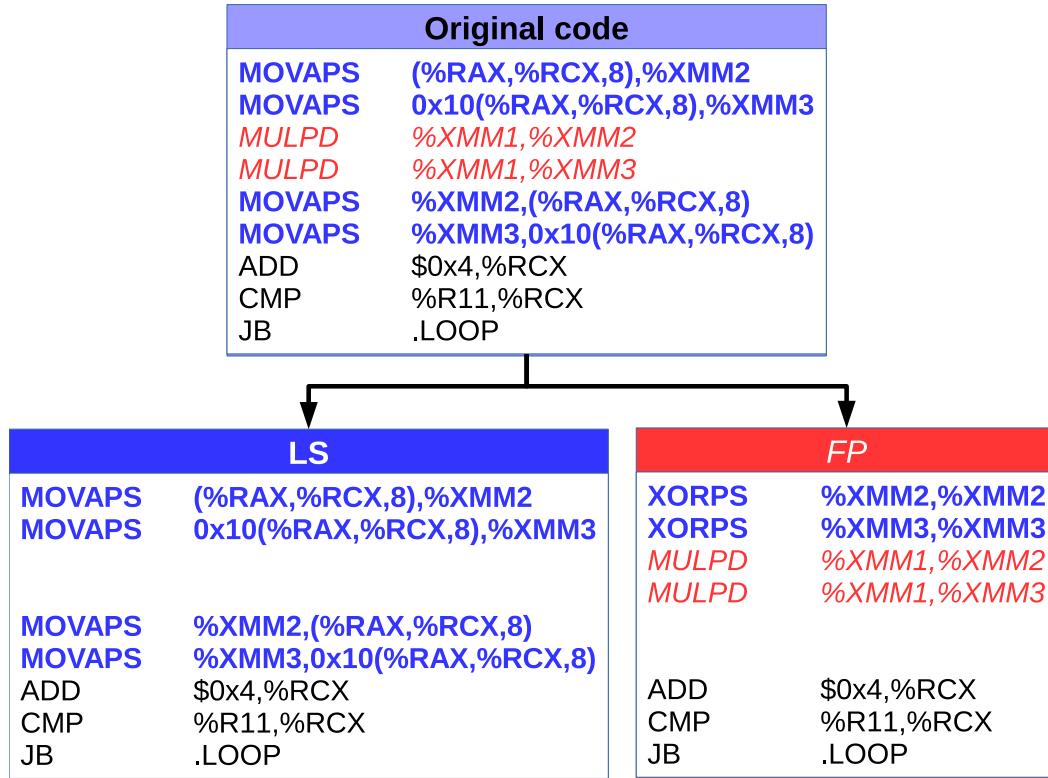 Original code
MOVAPS (%RAX,%RCX,8),%XMM2
MOVAPS 0x10(%RAX,%RCX,8),%XMM3
MULPD %XMM1,%XMM2
MULPD %XMM1,%XMM3
MOVAPS %XMM2,(%RAX,%RCX,8)
MOVAPS %XMM3,0x10(%RAX,%RCX,8)
ADD $0x4,%RCX
CMP %R11,%RCX
JB .LOOP
LS
MOVAPS (%RAX,%RCX,8),%XMM2
MOVAPS 0x10(%RAX,%RCX,8),%XMM3
MOVAPS %XMM2,(%RAX,%RCX,8)
MOVAPS %XMM3,0x10(%RAX,%RCX,8)
ADD $0x4,%RCX
CMP %R11,%RCX
JB .LOOP
FP
XORPS %XMM2,%XMM2
XORPS %XMM3,%XMM3
MULPD %XMM1,%XMM2
MULPD %XMM1,%XMM3
ADD $0x4,%RCX
CMP %R11,%RCX
JB .LOOP